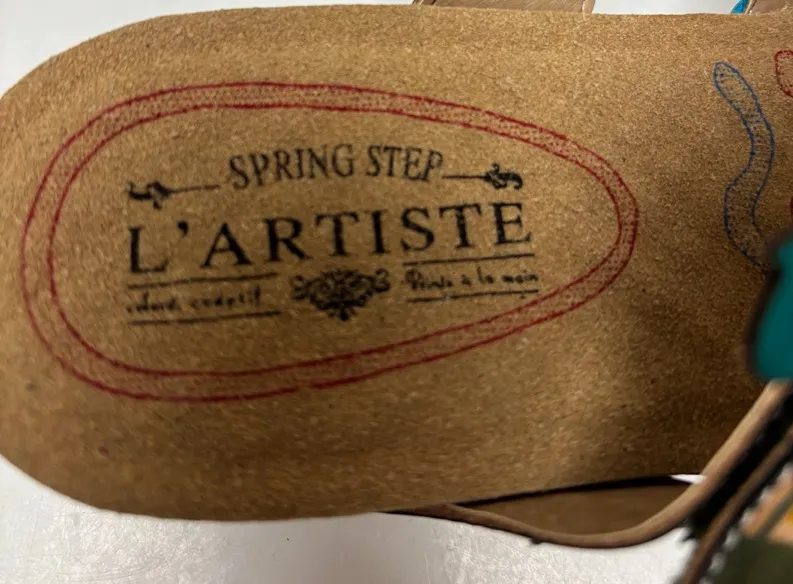 SPRING STEP
L'ARTISTE
Peinte à la main